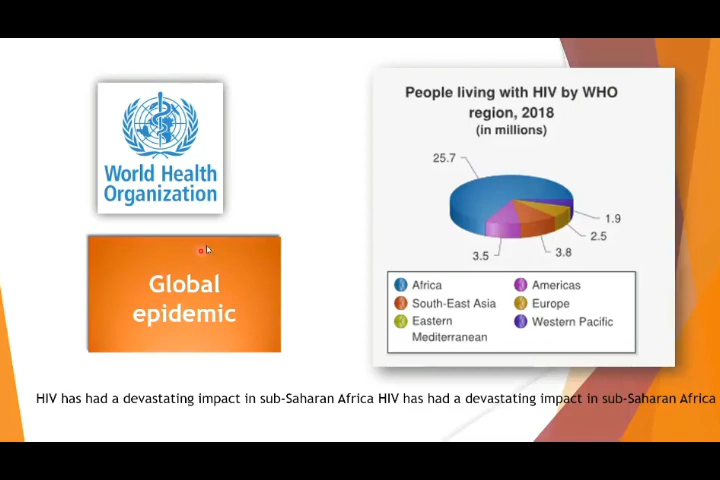 World Health
Organization
Global
epidemic
People living with HIV by WHO
region, 2018
(in millions)
25.7
1.9
2.5
3.8
3.5
Africa
Americas
South-East Asia
Europe
Eastern
Mediterranean
Western Pacific
HIV has had a devastating impact in sub-Saharan Africa HIV has had a devastating impact in sub-Saharan Africa